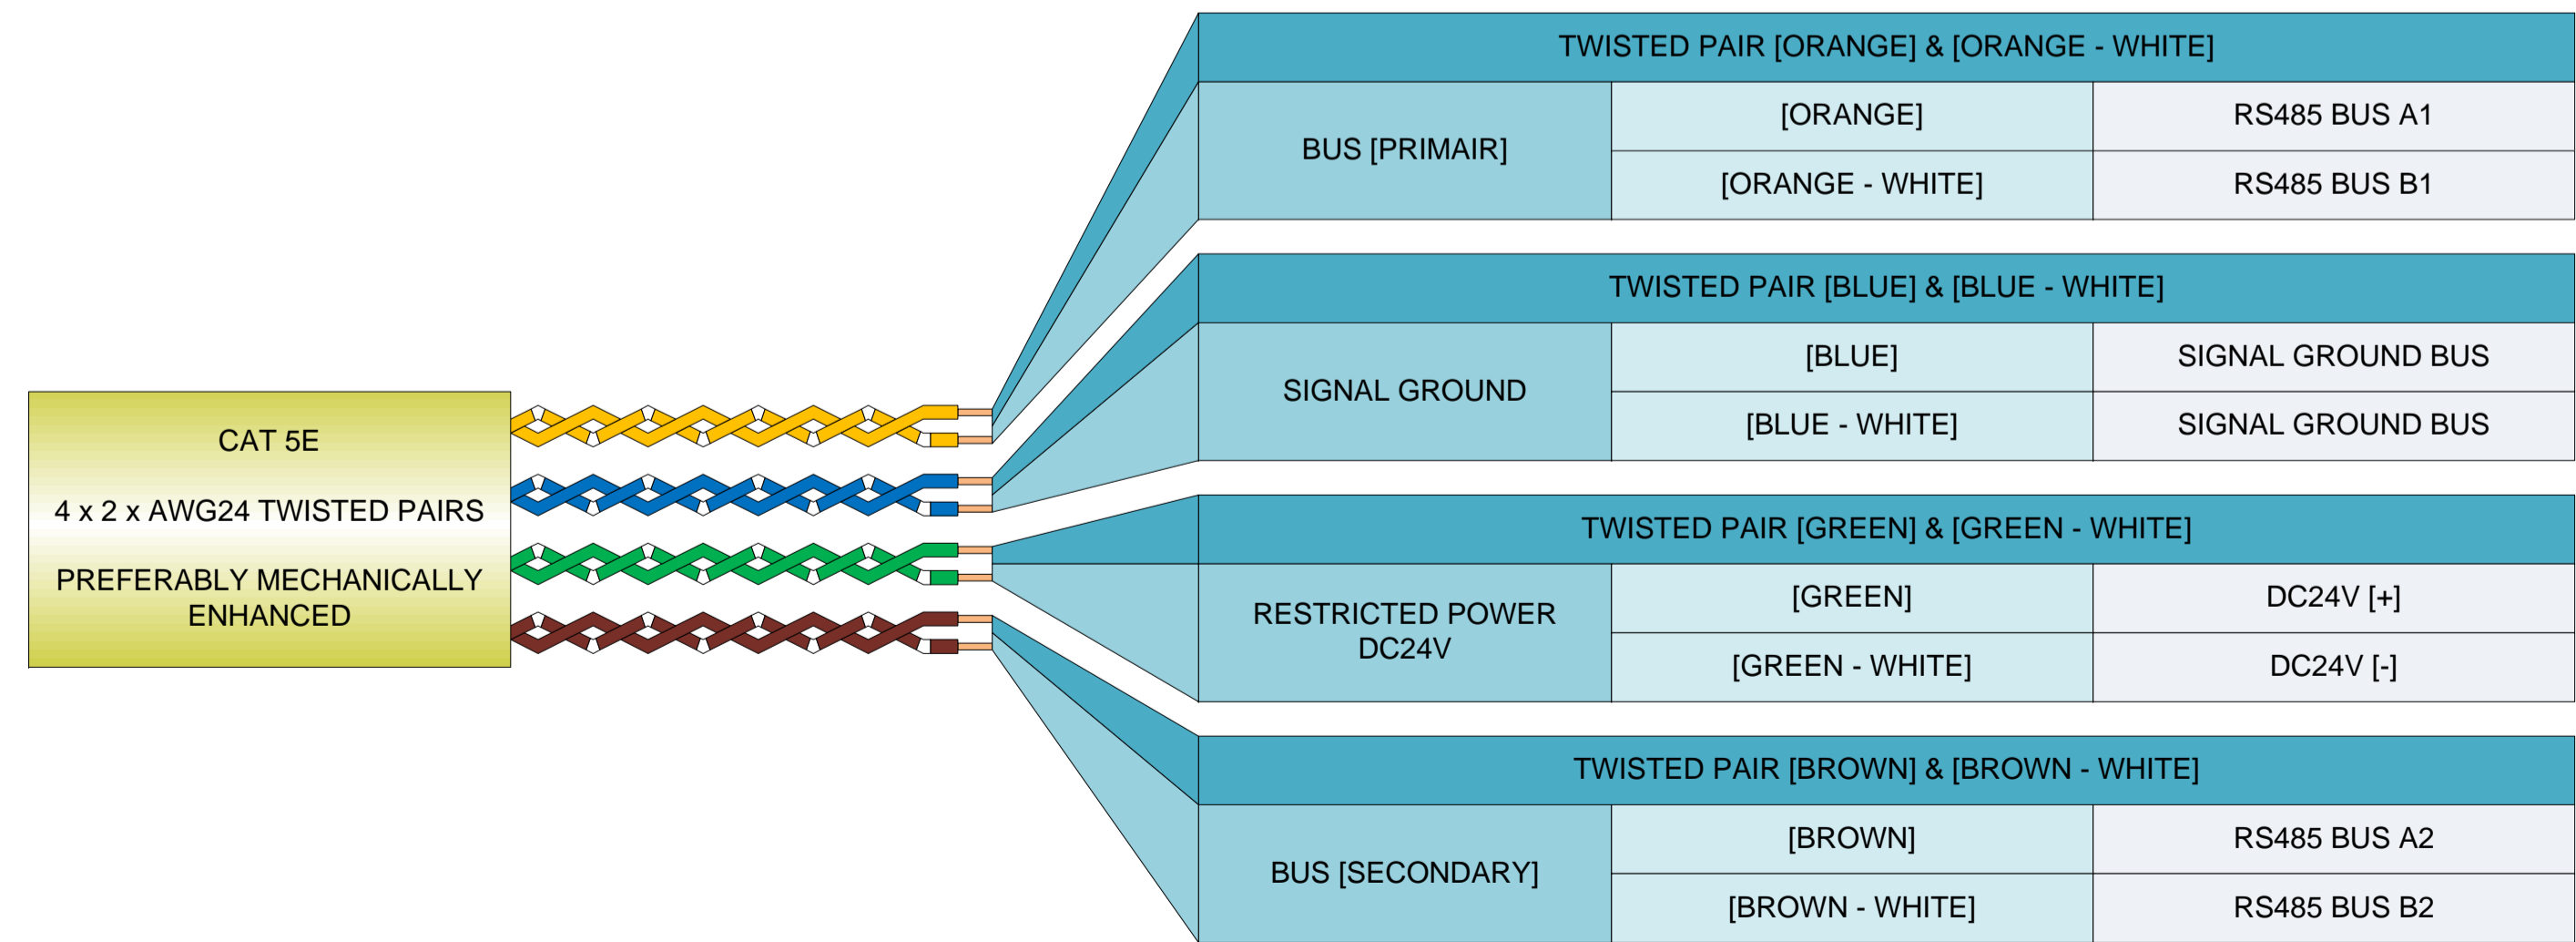 CAT 5E
4 x 2 x AWG24 TWISTED PAIRS
PREFERABLY MECHANICALLY
ENHANCED
TWISTED PAIR [ORANGE] & [ORANGE - WHITE]
BUS [PRIMAIR]
[ORANGE]
RS485 BUS A1
[ORANGE - WHITE]
RS485 BUS B1
TWISTED PAIR [BLUE] & [BLUE - WHITE]
SIGNAL GROUND
[BLUE]
SIGNAL GROUND BUS
[BLUE - WHITE]
SIGNAL GROUND BUS
TWISTED PAIR [GREEN] & [GREEN - WHITE]
RESTRICTED POWER
DC24V
[GREEN]
DC24V [+]
[GREEN - WHITE]
DC24V [-]
TWISTED PAIR [BROWN] & [BROWN - WHITE]
BUS [SECONDARY]
[BROWN]
RS485 BUS A2
[BROWN - WHITE]
RS485 BUS B2